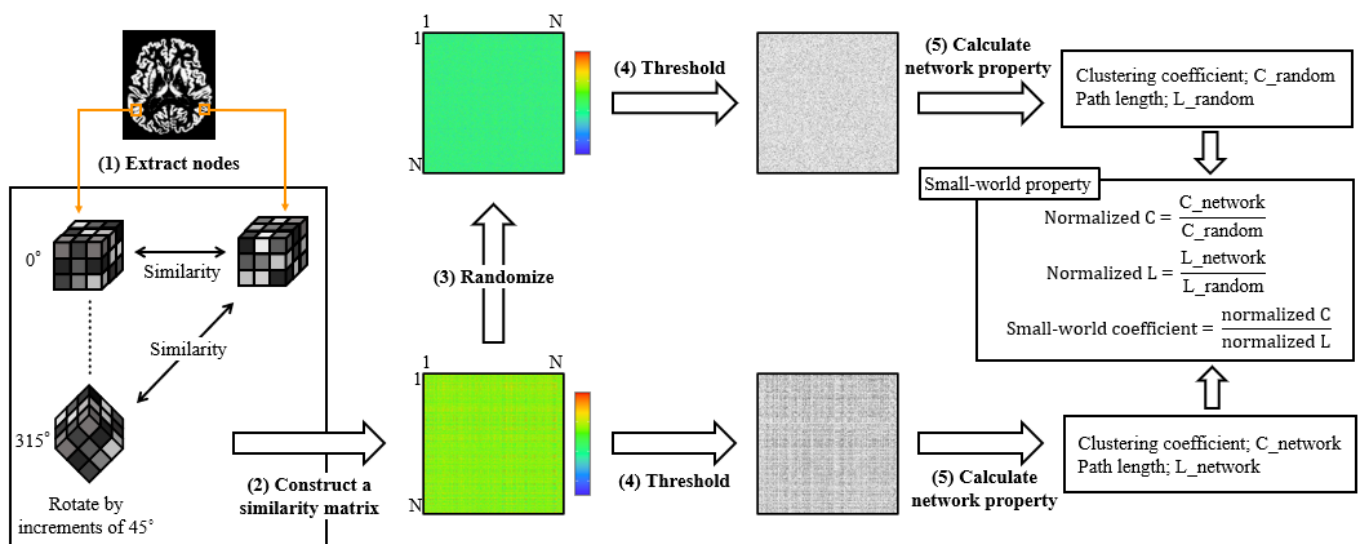 (1) Extract nodes
0°
Similarity
Similarity
315°
Rotate by
increments of 45°
(2) Construct a
similarity matrix
1 N
1
N
(3) Randomize
1 N
1
N
(4) Threshold
(4) Threshold
(5) Calculate
network property
Clustering coefficient; C_random
Path length; L_random
Small-world property
Normalized C = C_network
C_random
Normalized L = L_network
L_random
Small-world coefficient = normalized C
normalized L
(5) Calculate
network property
Clustering coefficient; C_network
Path length; L_network